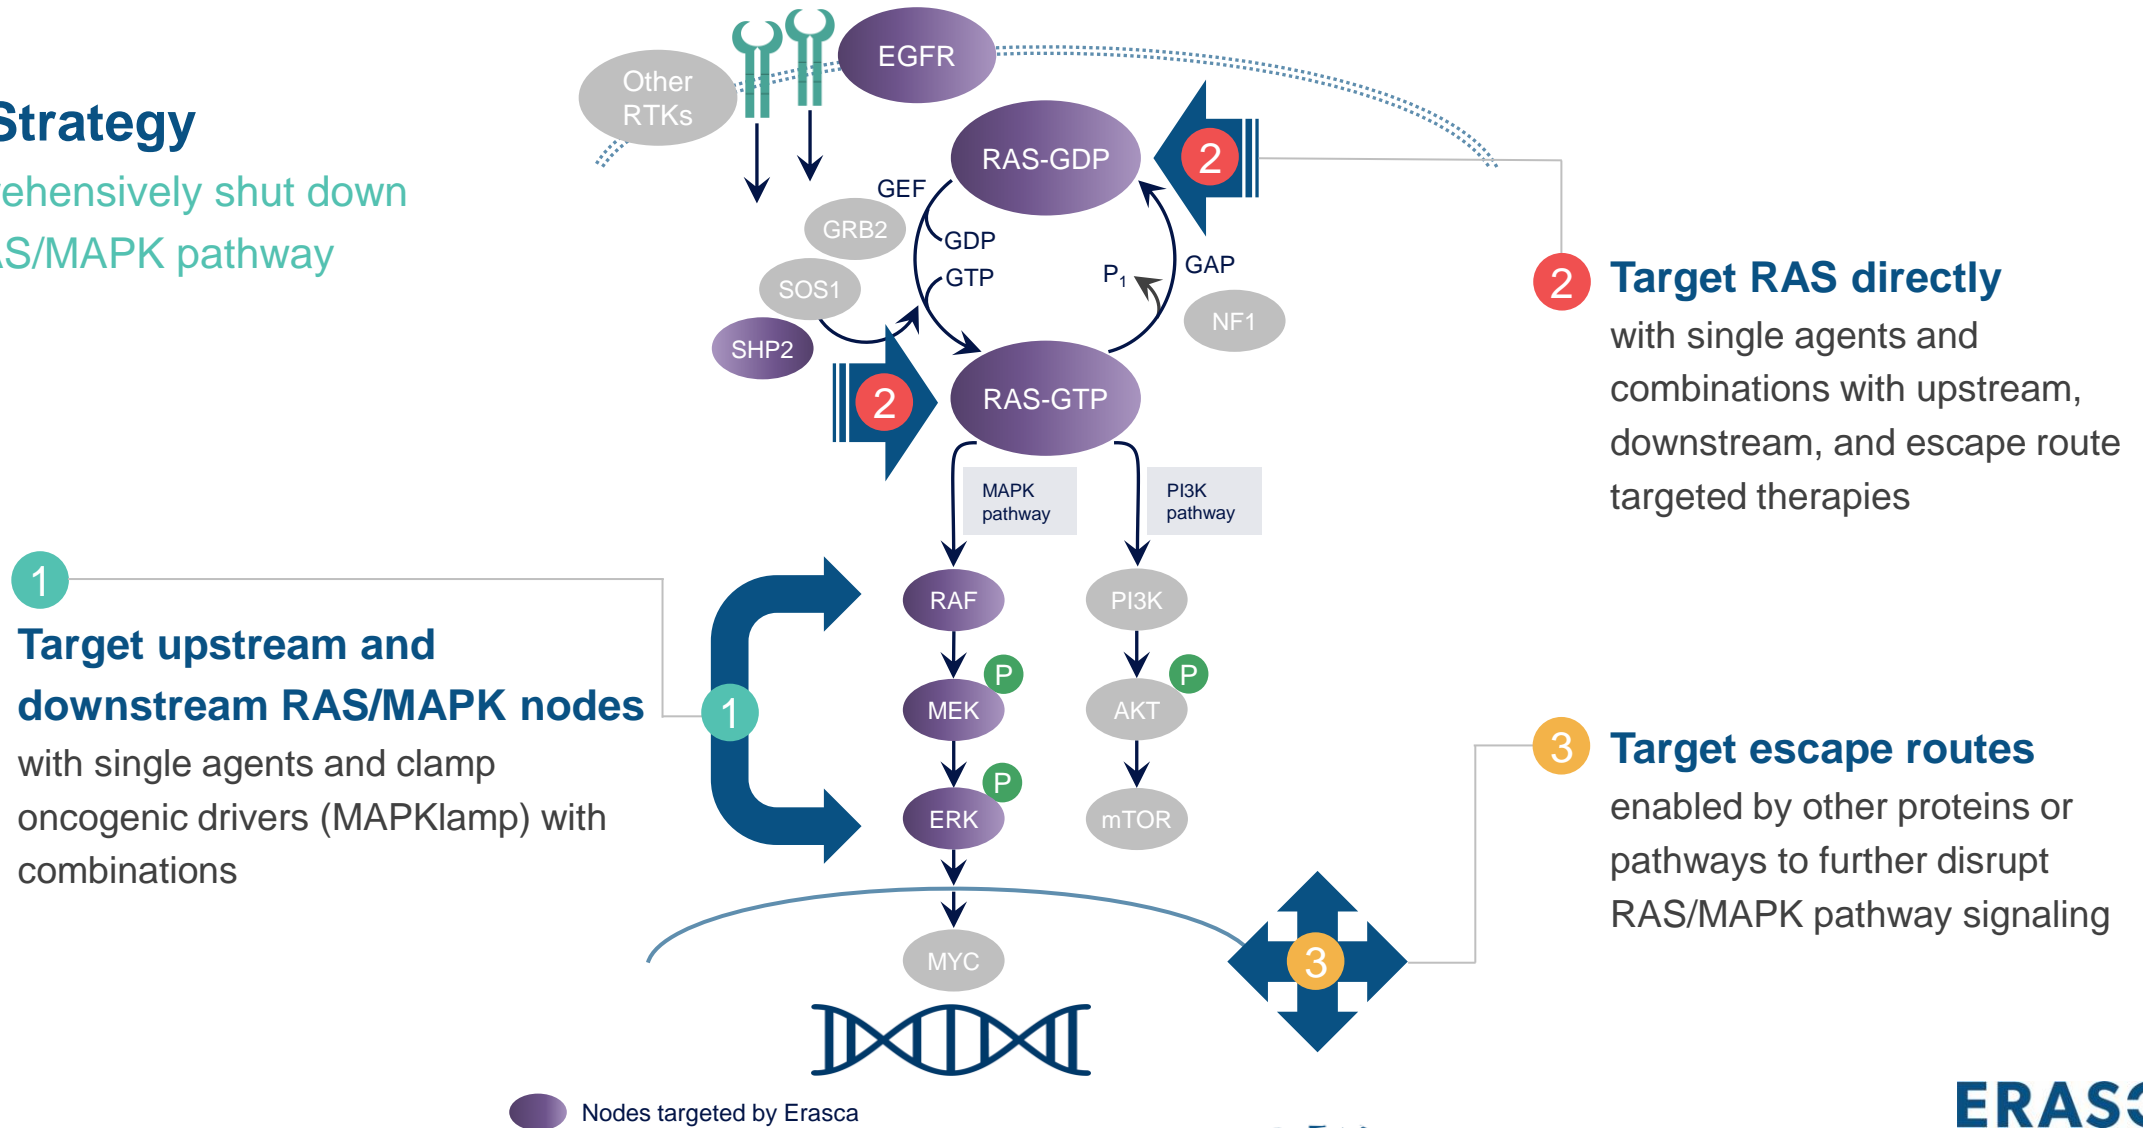 Strategy
ehensively shut down
AS/MAPK pathway
Other
RTKs
EGFR
RAS-GDP
2
GEF
GRB2
GDP
GTP
SOS1
SHP2
P1
GAP
NF1
2
RAS-GTP
MAPK
pathway
PI3K
pathway
RAF
PI3K
P
MEK
P
AKT
P
ERK
mTOR
MYC
1
Target upstream and
downstream RAS/MAPK nodes
with single agents and clamp
oncogenic drivers (MAPKlamp) with
combinations
1
2
Target RAS directly
with single agents and
combinations with upstream,
downstream, and escape route
targeted therapies
3
Target escape routes
enabled by other proteins or
pathways to further disrupt
RAS/MAPK pathway signaling
3
Nodes targeted by Erasca
ERAS